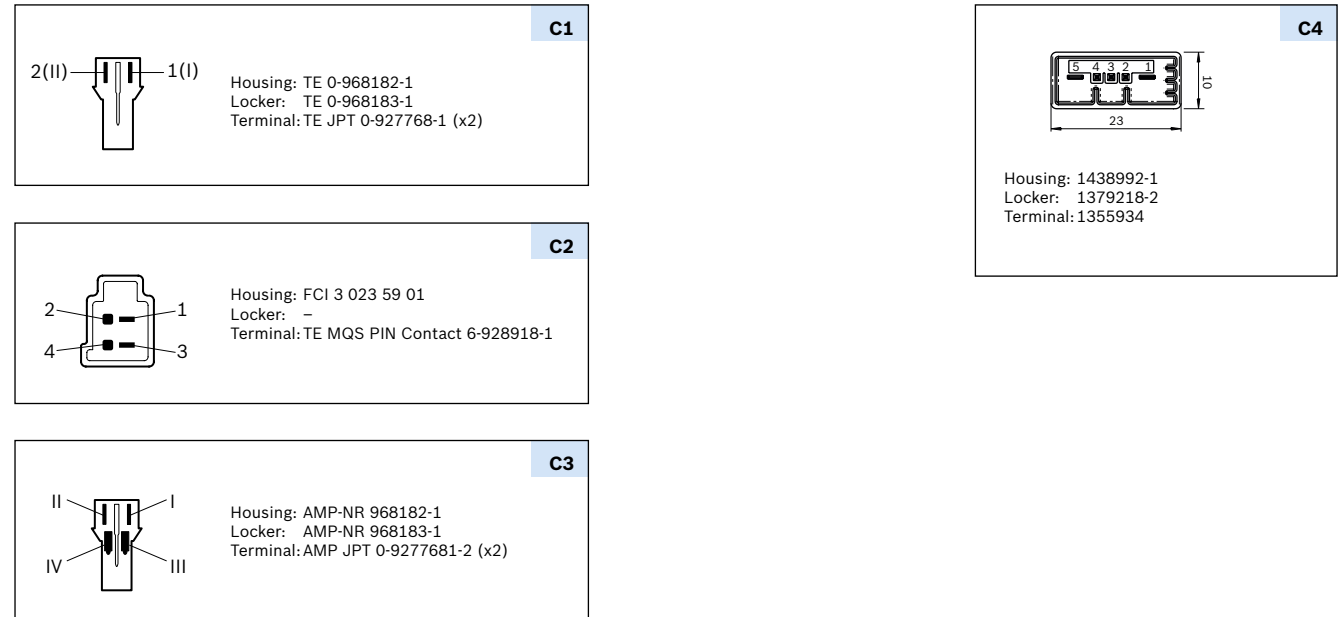 C1
2(II)
1(I)
Housing: TE 0-968182-1
Locker: TE 0-968183-1
Terminal: TE JPT 0-927768-1 (x2)
C2
2
1
4
3
Housing: FCI 3 023 59 01
Locker: –
Terminal: TE MQS PIN Contact 6-928918-1
C3
II
I
IV
III
Housing: AMP-NR 968182-1
Locker: AMP-NR 968183-1
Terminal: AMP JPT 0-9277681-2 (x2)
C4
5 4 3 2 1
10
23
Housing: 1438992-1
Locker: 1379218-2
Terminal: 1355934